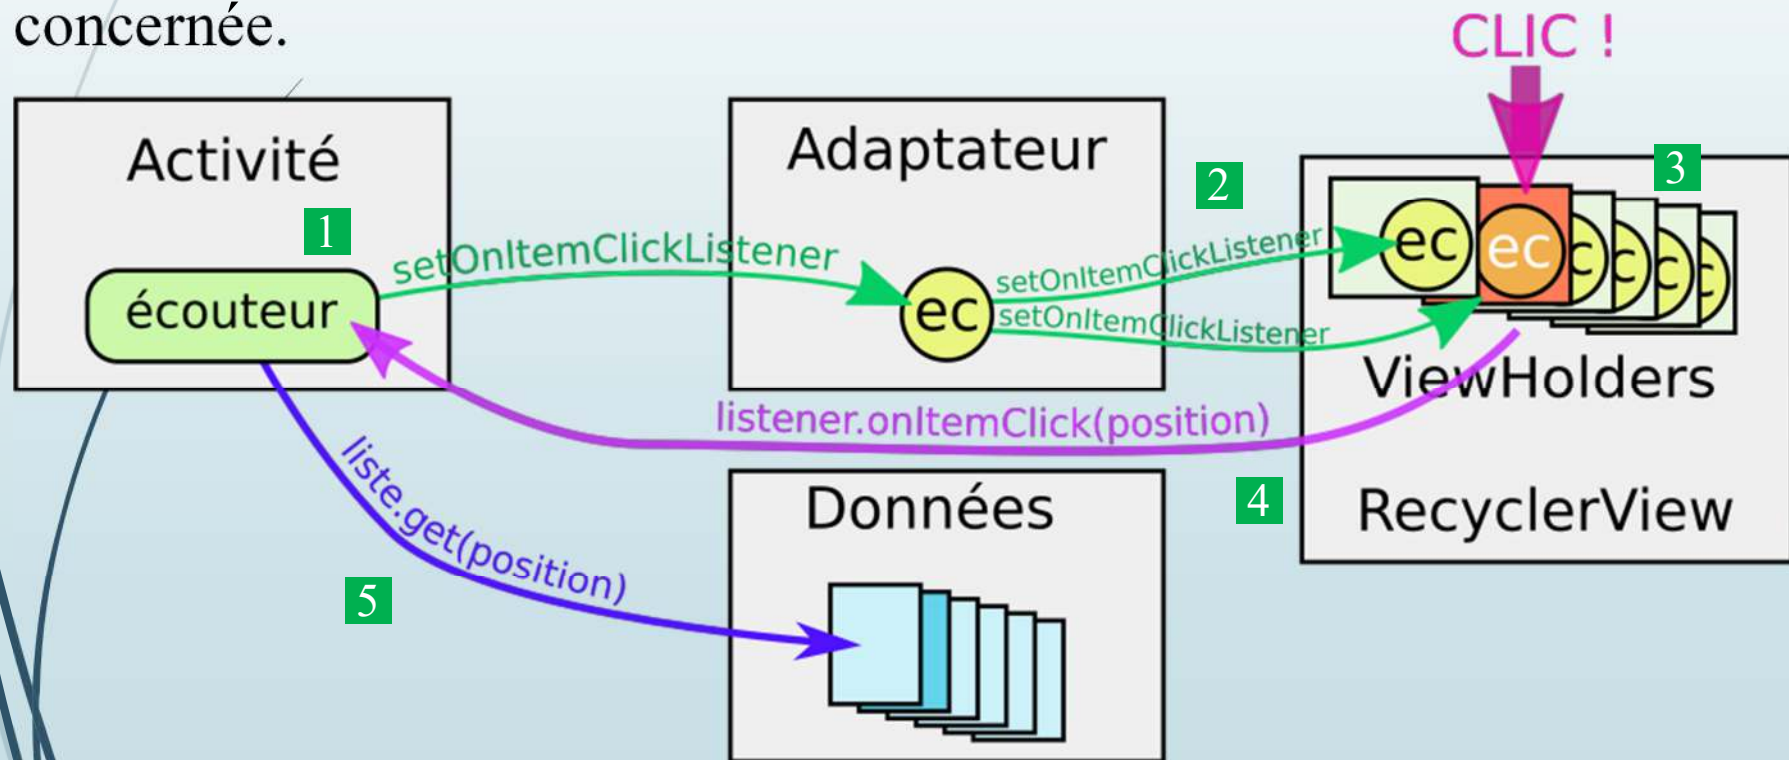 concernée.
CLIC !
Activité
Adaptateur
1
2
3
setOnItemClickListener
setOnItemClickListener
setOnItemClickListener
écouteur
ec
ec
ec
c
c
c
c
ViewHolders
listener.onItemClick(position)
RecyclerView
4
liste.get(position)
Données
5